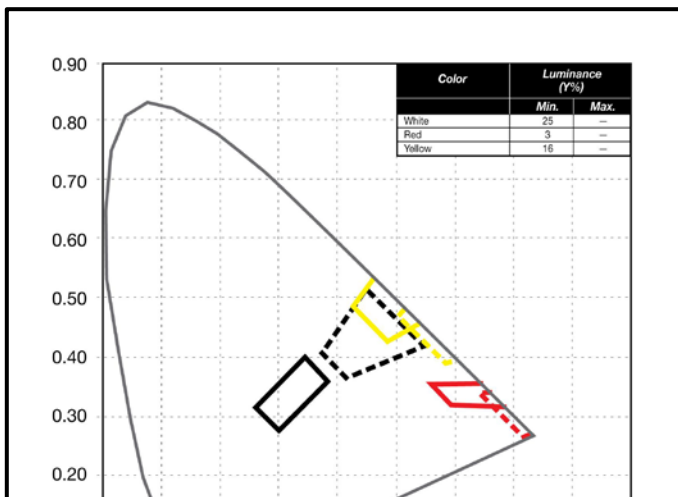 0.90
Color Luminance
(Y%)
Min. Max.
White 25 —
Red 3 —
Yellow 16 —
0.80
0.70
0.60
0.50
0.40
0.30
0.20